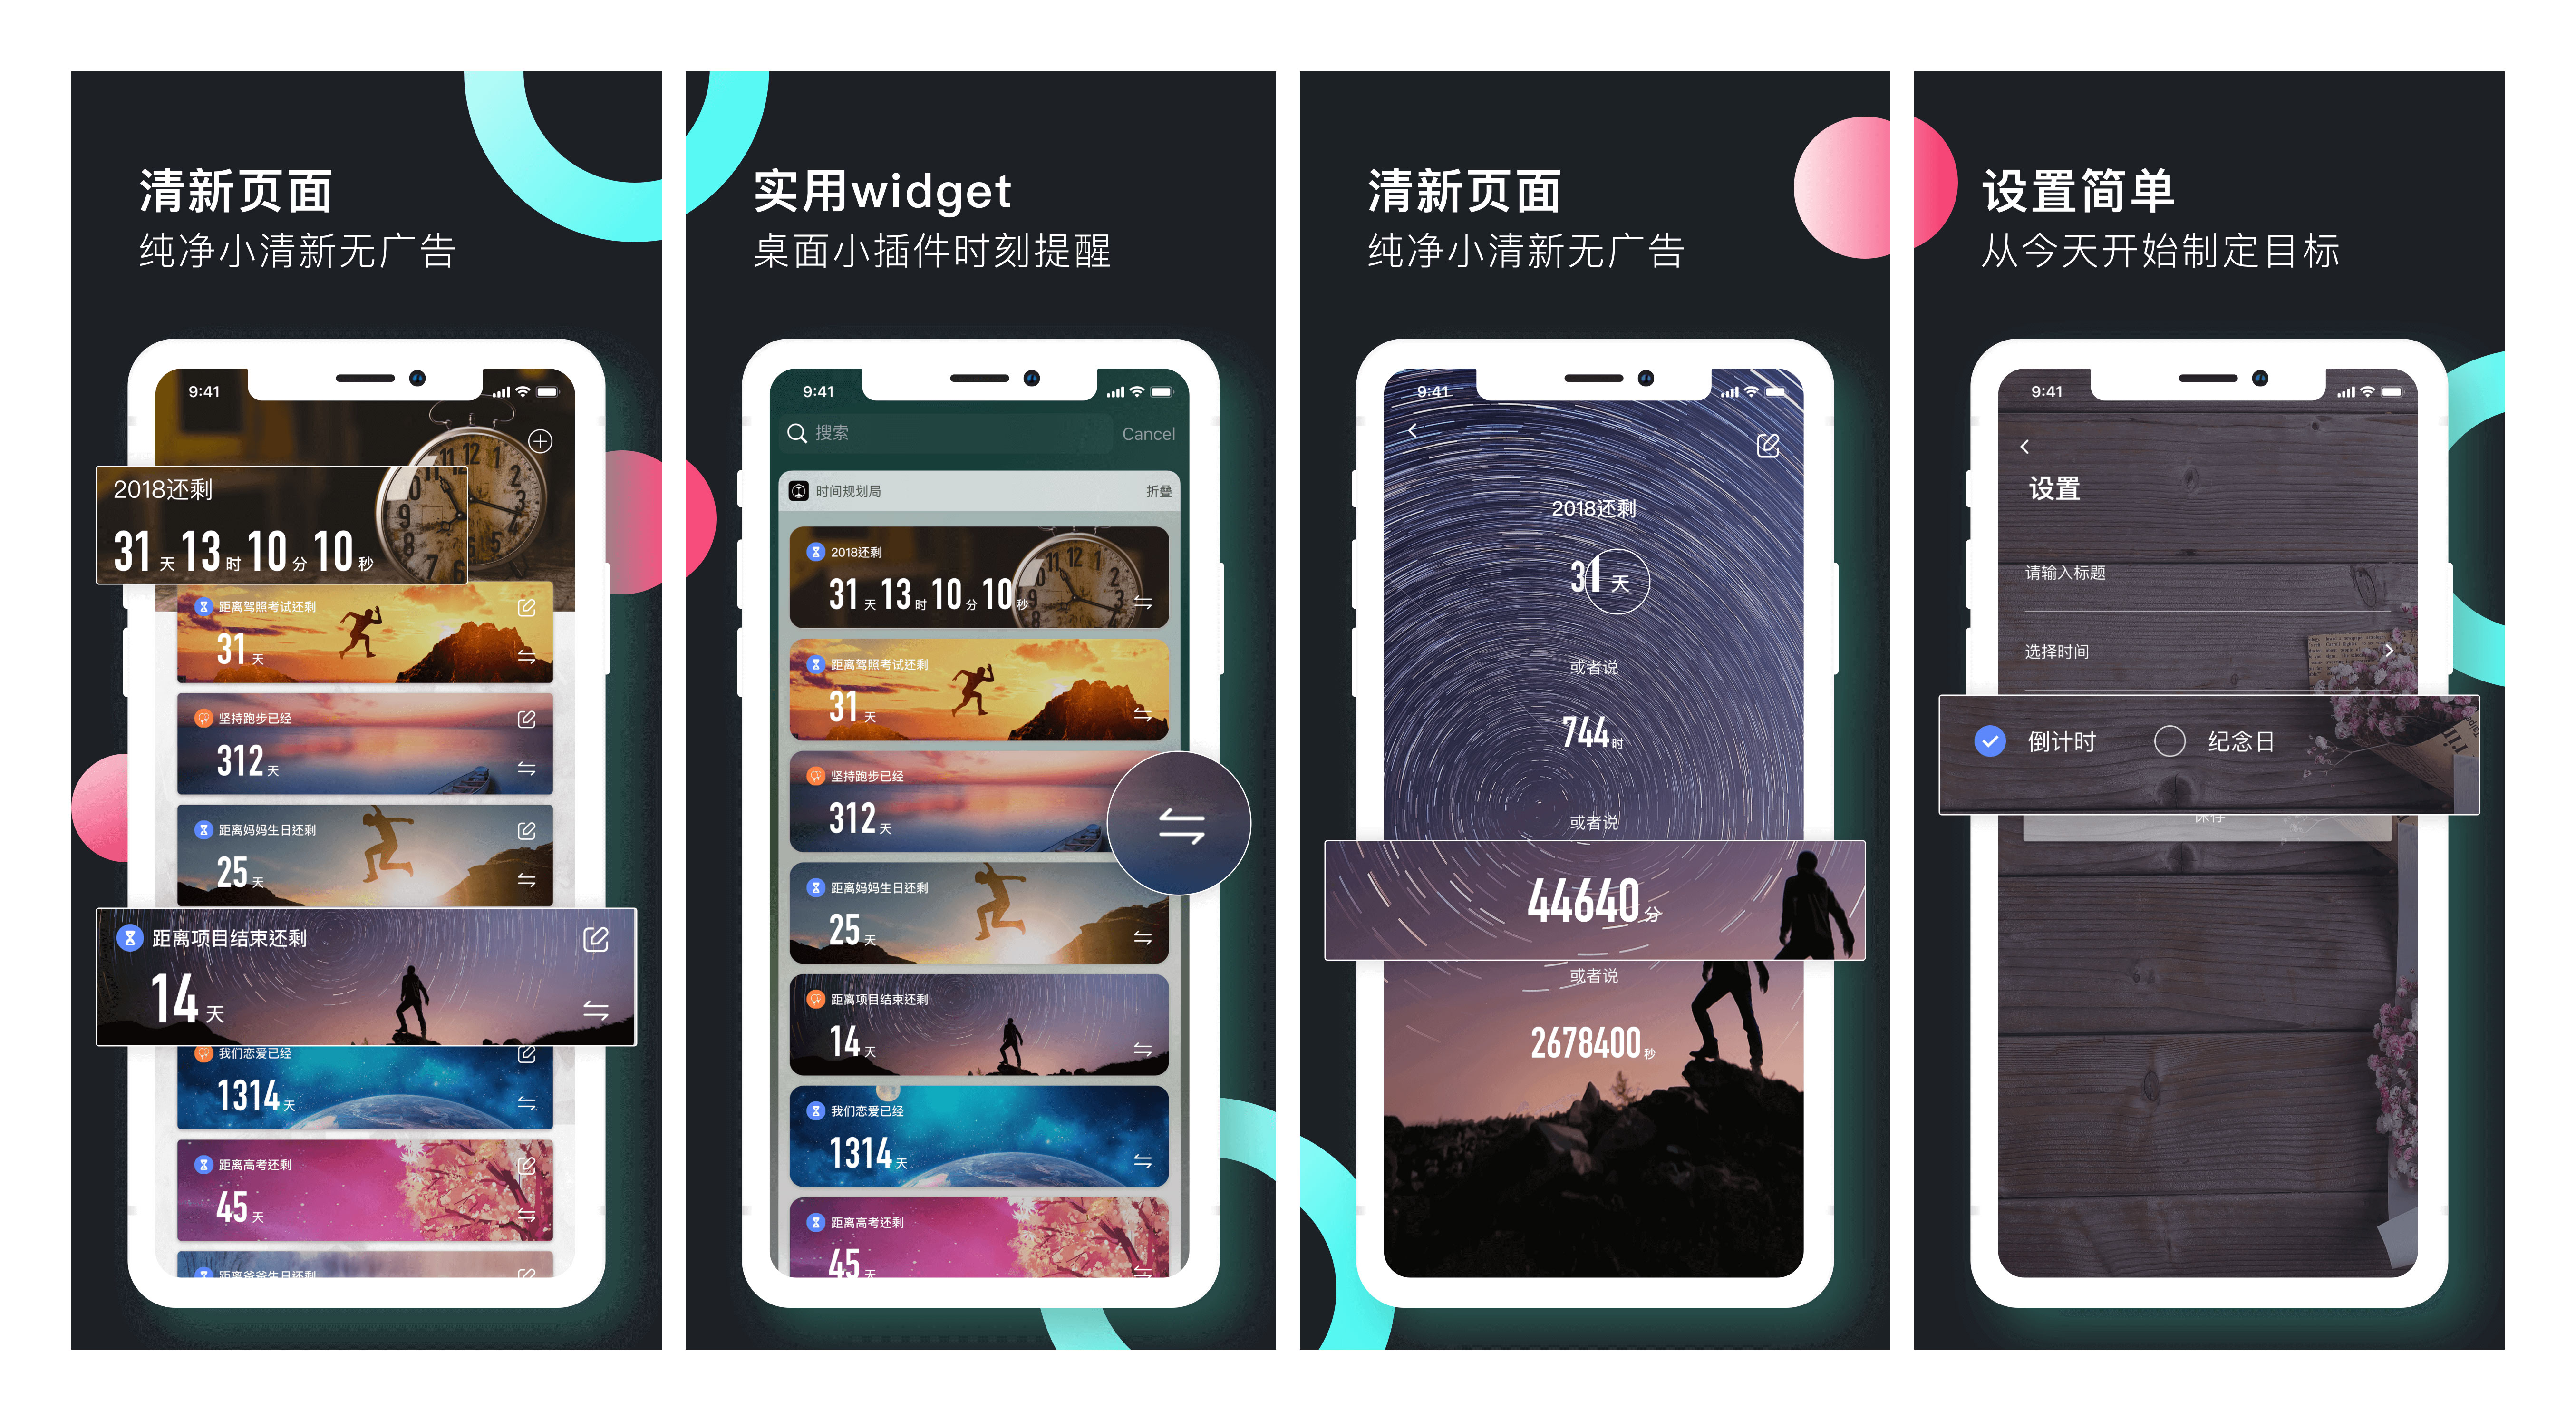 清新页面
纯净小清新无广告
9:41
2018还剩
31天13时10分10秒
距离驾照考试还剩
31天
坚持跑步已经
312天
距离妈妈生日还剩
25天
距离项目结束还剩
14天
我们恋爱已经
1314天
距离高考还剩
45天
距离爸爸生日还剩
实用widget
桌面小插件时刻提醒
9:41
搜索
Cancel
时间规划局
折叠
2018还剩
31天13时10分10秒
距离驾照考试还剩
31天
坚持跑步已经
312天
距离妈妈生日还剩
25天
距离项目结束还剩
14天
我们恋爱已经
1314天
距离高考还剩
45天
清新页面
纯净小清新无广告
9:41
2018还剩
31天
或者说
744时
或者说
44640分
或者说
2678400秒
设置简单
从今天开始制定目标
9:41
设置
请输入标题
选择时间
倒计时
纪念日
保存